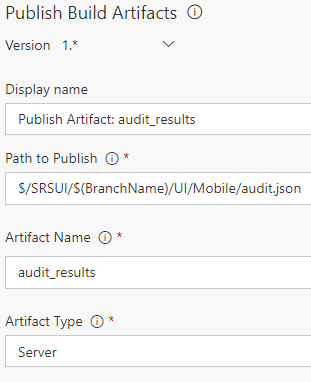 Publish Build Artifacts
Version 1.*
Display name
Publish Artifact: audit_results
Path to Publish *
$/SRSUI/$(BranchName)/UI/Mobile/audit.json
Artifact Name *
audit_results
Artifact Type *
Server